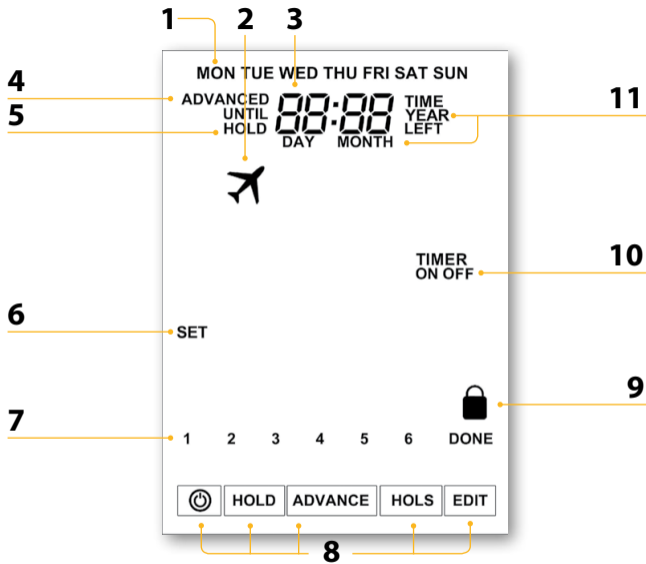 1 2 3
MON TUE WED THU FRI SAT SUN
4 ADVANCED 88:88 TIME 11
5 UNTIL YEAR
HOLD LEFT
DAY MONTH
TIMER 10
ON OFF
6 SET
9
7
1 2 3 4 5 6 DONE
HOLD ADVANCE HOLS EDIT
8